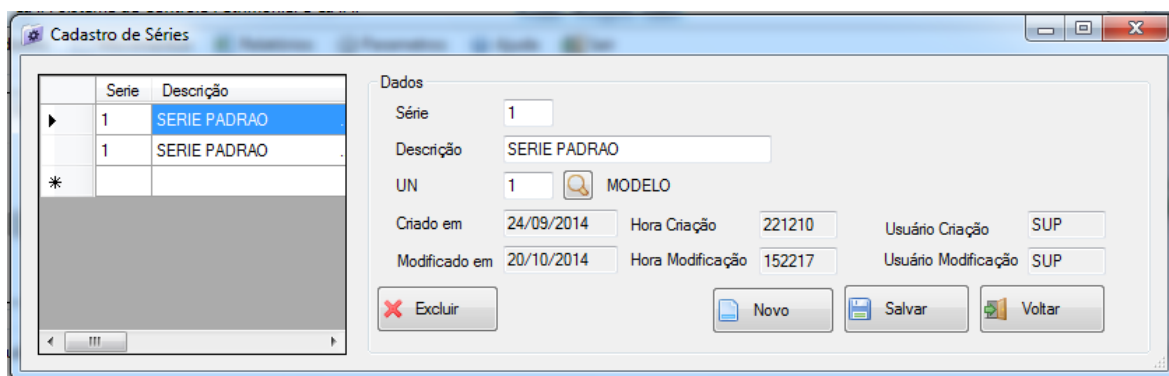 Cadastro de Séries
Serie Descrição
1 SERIE PADRAO
1 SERIE PADRAO
Dados
Série 1
Descrição SERIE PADRAO
UN 1 MODELO
Criado em 24/09/2014 Hora Criação 221210 Usuário Criação SUP
Modificado em 20/10/2014 Hora Modificação 152217 Usuário Modificação SUP
Excluir Novo Salvar Voltar